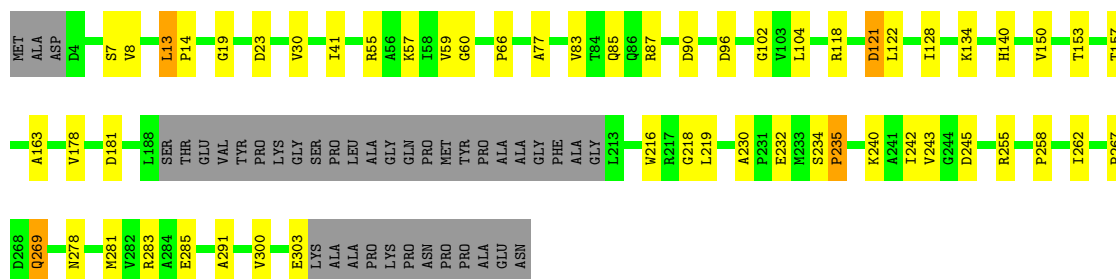 MET ALA ASP D4 S7 V8 L13 P14 G19 D23 V30 I41 R55 A56 K57 I58 V59 G60 P66 A77 V83 T84 Q85 Q86 R87 D90 D96 G102 V103 L104 R118 D121 L122 I128 K134 H140 V150 T153 T157
A163 V178 D181 L188 SER THR GLU VAL TYR PRO LYS GLY SER PRO LEU ALA GLY GLN PRO MET TYR PRO ALA ALA GLY PHE ALA GLY L213 W216 R217 G218 L219 A230 P231 E232 M233 S234 P235 K240 A241 I242 V243 G244 D245 R255 P258 I262
D268 Q269 N278 M281 V282 R283 A284 E285 A291 V300 E303 LYS ALA ALA PRO LYS PRO ASN PRO PRO ALA GLU ASN